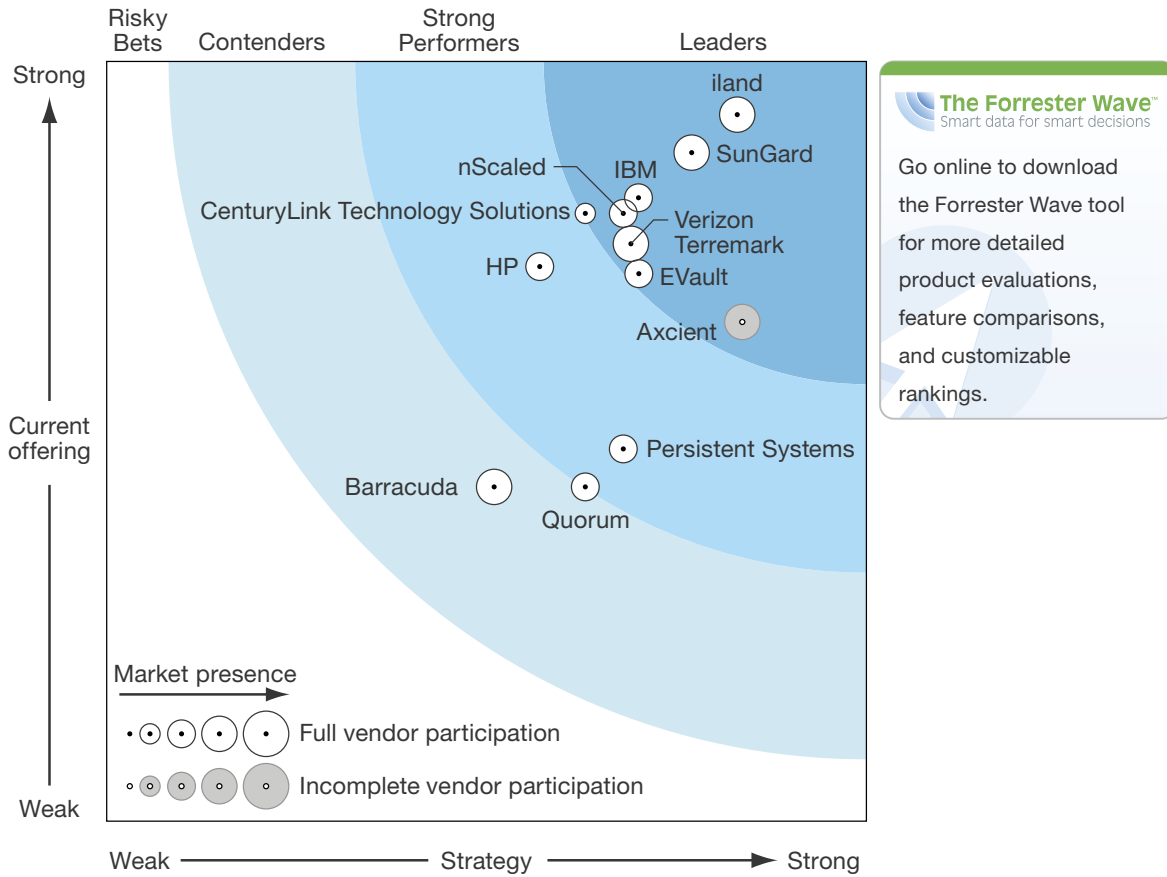 Risky
Bets
Contenders
Strong
Performers
Leaders
Strong
Current
offering
Weak
iland
SunGard
IBM
nScaled
CenturyLink Technology Solutions
Verizon
Terremark
HP
EVault
Axcient
Persistent Systems
Barracuda
Quorum
Market presence
Full vendor participation
Incomplete vendor participation
Weak
Strategy
Strong
The Forrester Wave™
Smart data for smart decisions
Go online to download
the Forrester Wave tool
for more detailed
product evaluations,
feature comparisons,
and customizable
rankings.